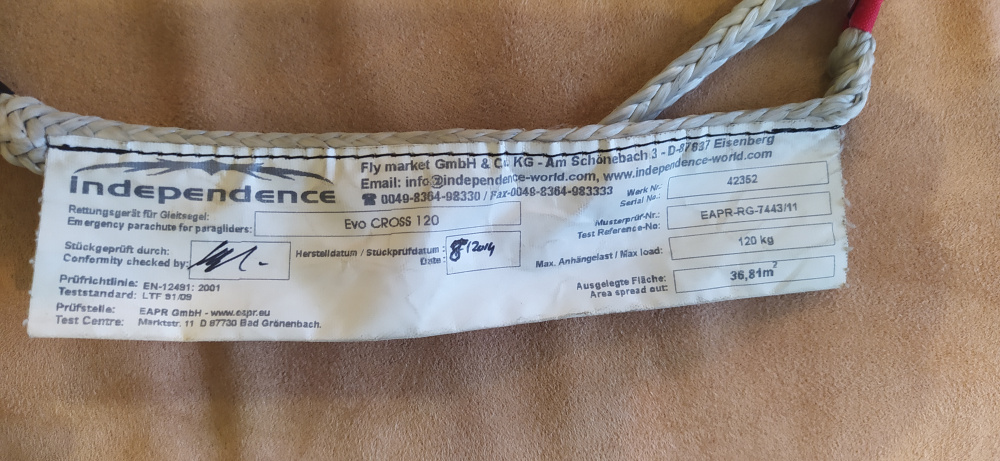 independence
Fly market GmbH & Co. KG - Am Schönebach 3 - D-87637 Eisenberg
Email: info@independence-world.com, www.independence-world.com
☎ 0049-8364-98330 / Fax-0049-8364-983333
Rettungsgerät für Gleitsegel:
Emergency parachute for paragliders:
Evo CROSS 120
Stückgeprüft durch:
Conformity checked by:
Herstelldatum / Stückprüfdatum :
Date :
8/2014
Prüfrichtlinie: EN-12491: 2001
Teststandard: LTF 91/09
Prüfstelle: EAPR GmbH - www.eapr.eu
Test Centre: Marktstr. 11 D 87730 Bad Grönenbach.
Werk Nr.
Serial No.:
42352
Musterprüf-Nr.:
Test Reference-No:
EAPR-RG-7443/11
Max. Anhängelast / Max load:
120 kg
Ausgelegte Fläche:
Area spread out:
36,81m²